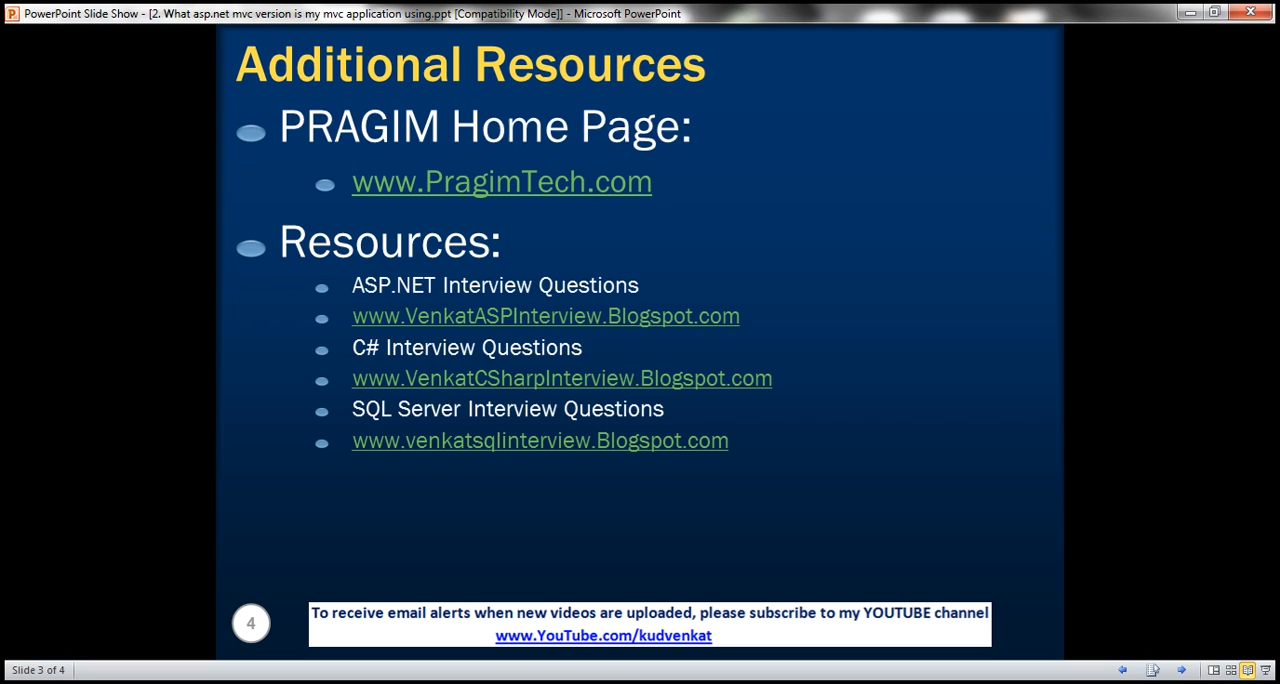 PowerPoint Slide Show - [2. What asp.net mvc version is my mvc application using.ppt [Compatibility Mode]] - Microsoft PowerPoint
Additional Resources
PRAGIM Home Page:
www.PragimTech.com
Resources:
ASP.NET Interview Questions
www.VenkatASPInterview.Blogspot.com
C# Interview Questions
www.VenkatCSharpInterview.Blogspot.com
SQL Server Interview Questions
www.venkatsqlinterview.Blogspot.com
4
To receive email alerts when new videos are uploaded, please subscribe to my YOUTUBE channel
www.YouTube.com/kudvenkat
Slide 3 of 4